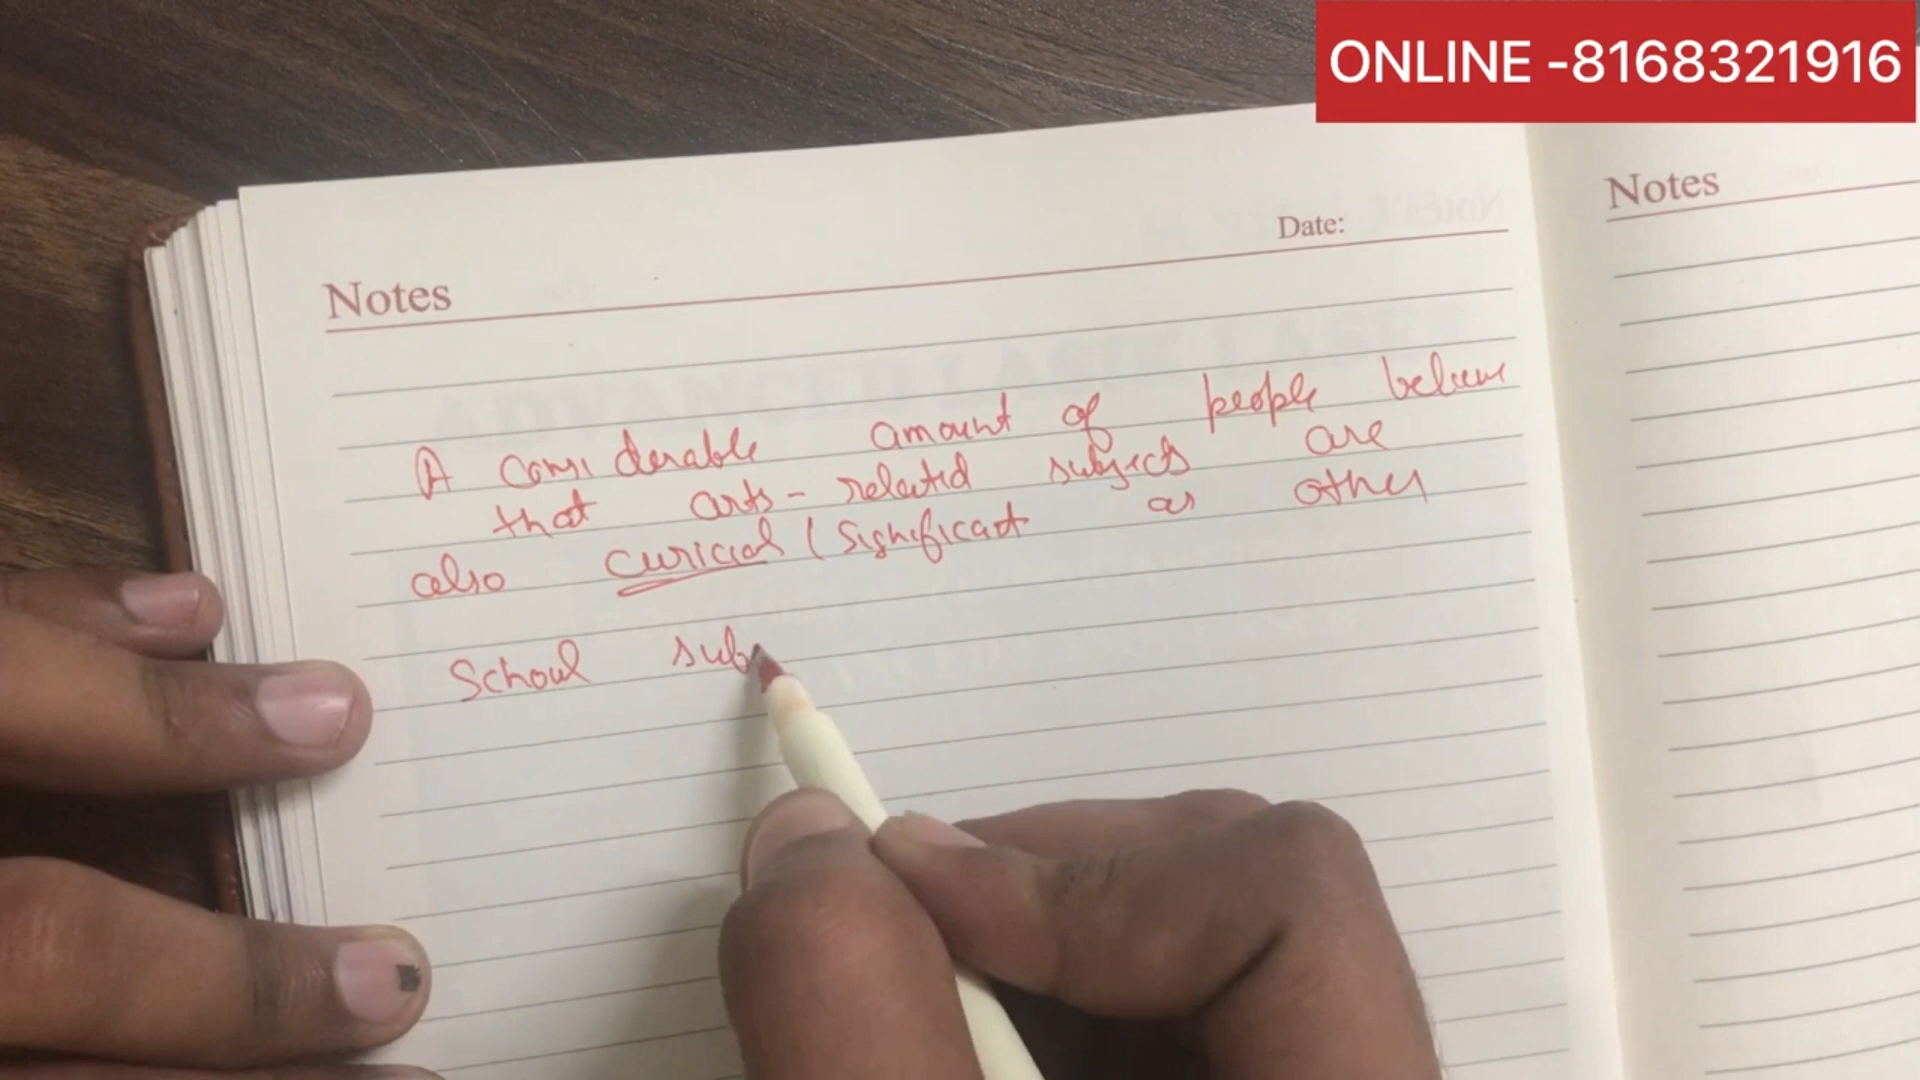 ONLINE -8168321916
Notes
Date:
A considerable amount of people believe
that arts-related subjects are
also curicial (significant as other
School sub
Notes